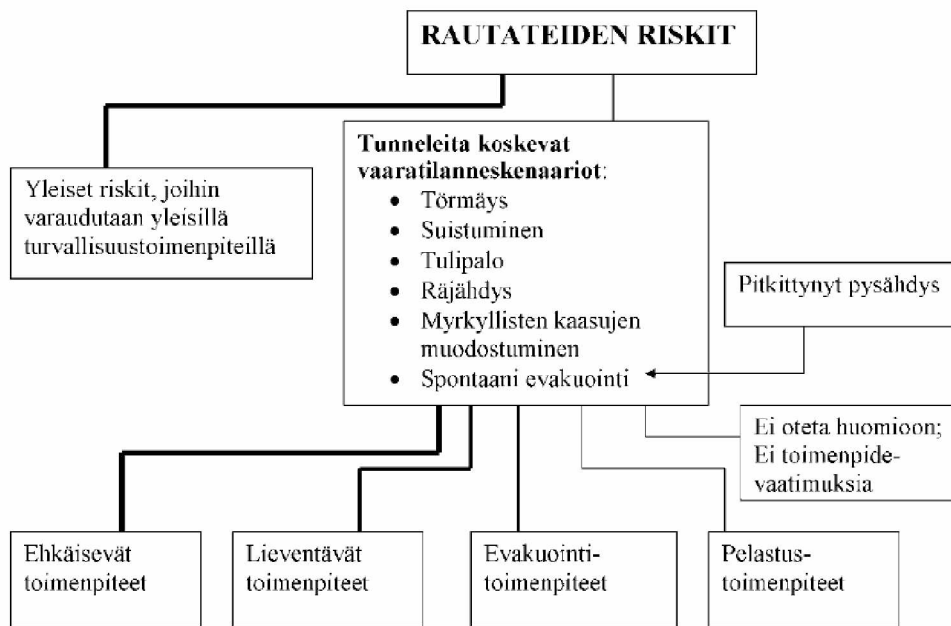 RAUTATEIDEN RISKIT
Yleiset riskit, joihin
varaudutaan yleisillä
turvallisuustoimenpiteillä
Tunneleita koskevat
vaaratilanneskenaariot:
• Törmäys
• Suistuminen
• Tulipalo
• Räjähdys
• Myrkyllisten kaasujen
muodostuminen
• Spontaani evakuointi
Pitkittynyt pysähdys
Ei oteta huomioon;
Ei toimenpide-
vaatimuksia
Ehkäisevät
toimenpiteet
Lieventävät
toimenpiteet
Evakuointi-
toimenpiteet
Pelastus-
toimenpiteet